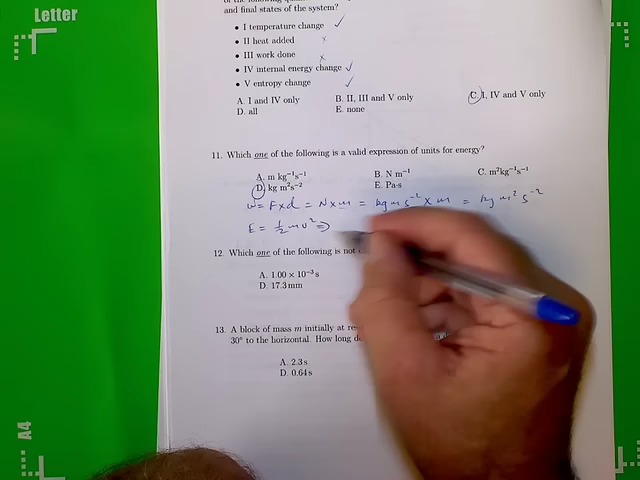 Letter
and final states of the system?
• I temperature change ✓
• II heat added x
• III work done x
• IV internal energy change ✓
• V entropy change ✓
A. I and IV only B. II, III and V only C. I, IV and V only
D. all E. none
11. Which one of the following is a valid expression of units for energy?
A. m kg⁻¹s⁻¹ B. N m⁻¹ C. m²kg⁻¹s⁻¹
D. kg m²s⁻² E. Pa·s
W = F x d = N x m = kg m s⁻² x m = kg m² s⁻²
E = ½ m v² ⇒
12. Which one of the following is not
A. 1.00 × 10⁻³ s
D. 17.3 mm
13. A block of mass m initially at
30° to the horizontal. How long
A. 2.3 s
D. 0.64 s
A4